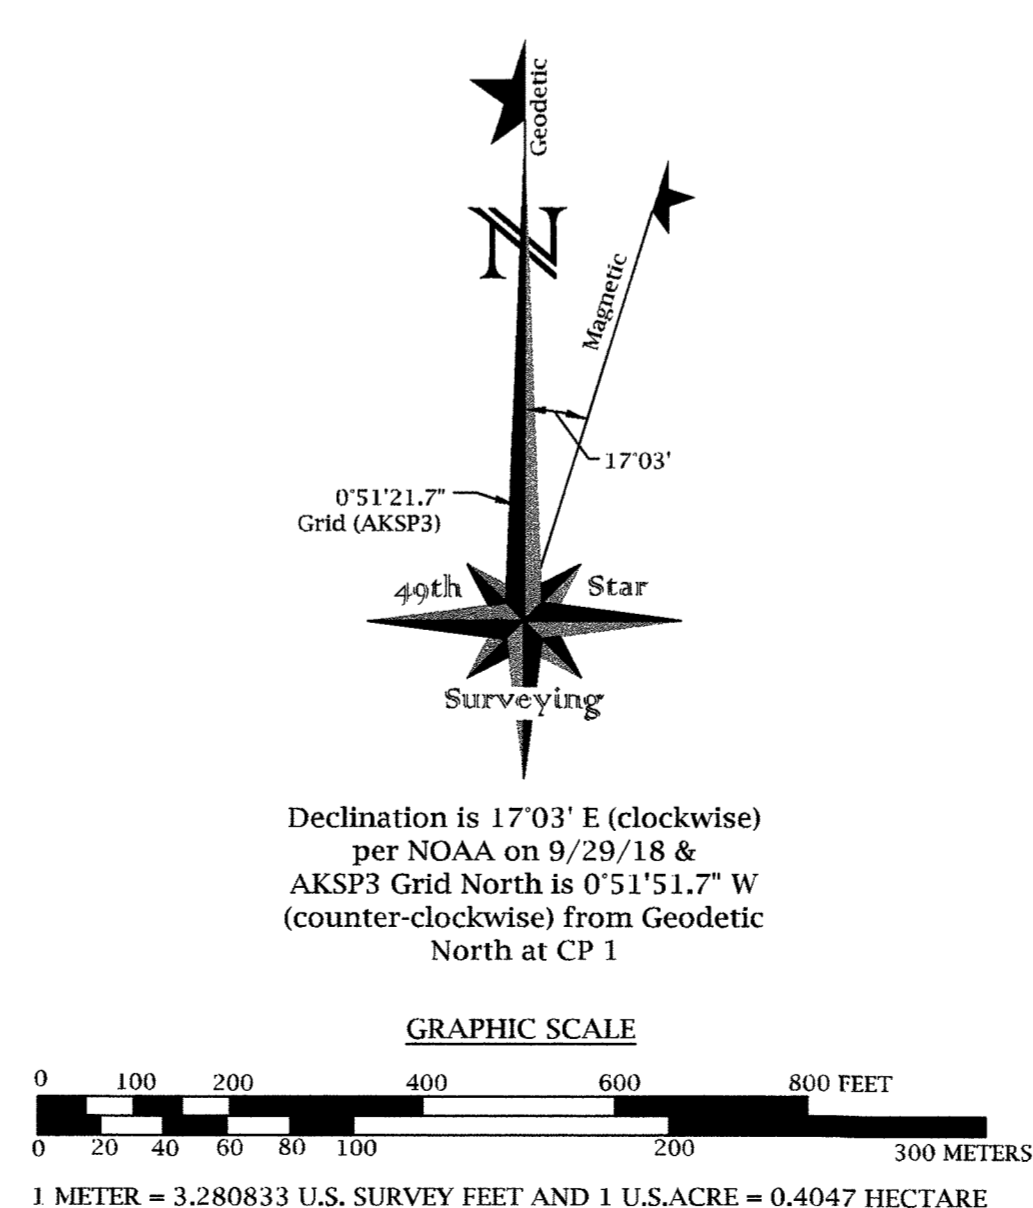 Geodetic
N
Magnetic
17°03'
0°51'21.7"
Grid (AKSP3)
49th Star
Surveying
Declination is 17°03' E (clockwise)
per NOAA on 9/29/18 &
AKSP3 Grid North is 0°51'51.7" W
(counter-clockwise) from Geodetic
North at CP 1
GRAPHIC SCALE
0 100 200 400 600 800 FEET
0 20 40 60 80 100 200 300 METERS
1 METER = 3.280833 U.S. SURVEY FEET AND 1 U.S.ACRE = 0.4047 HECTARE